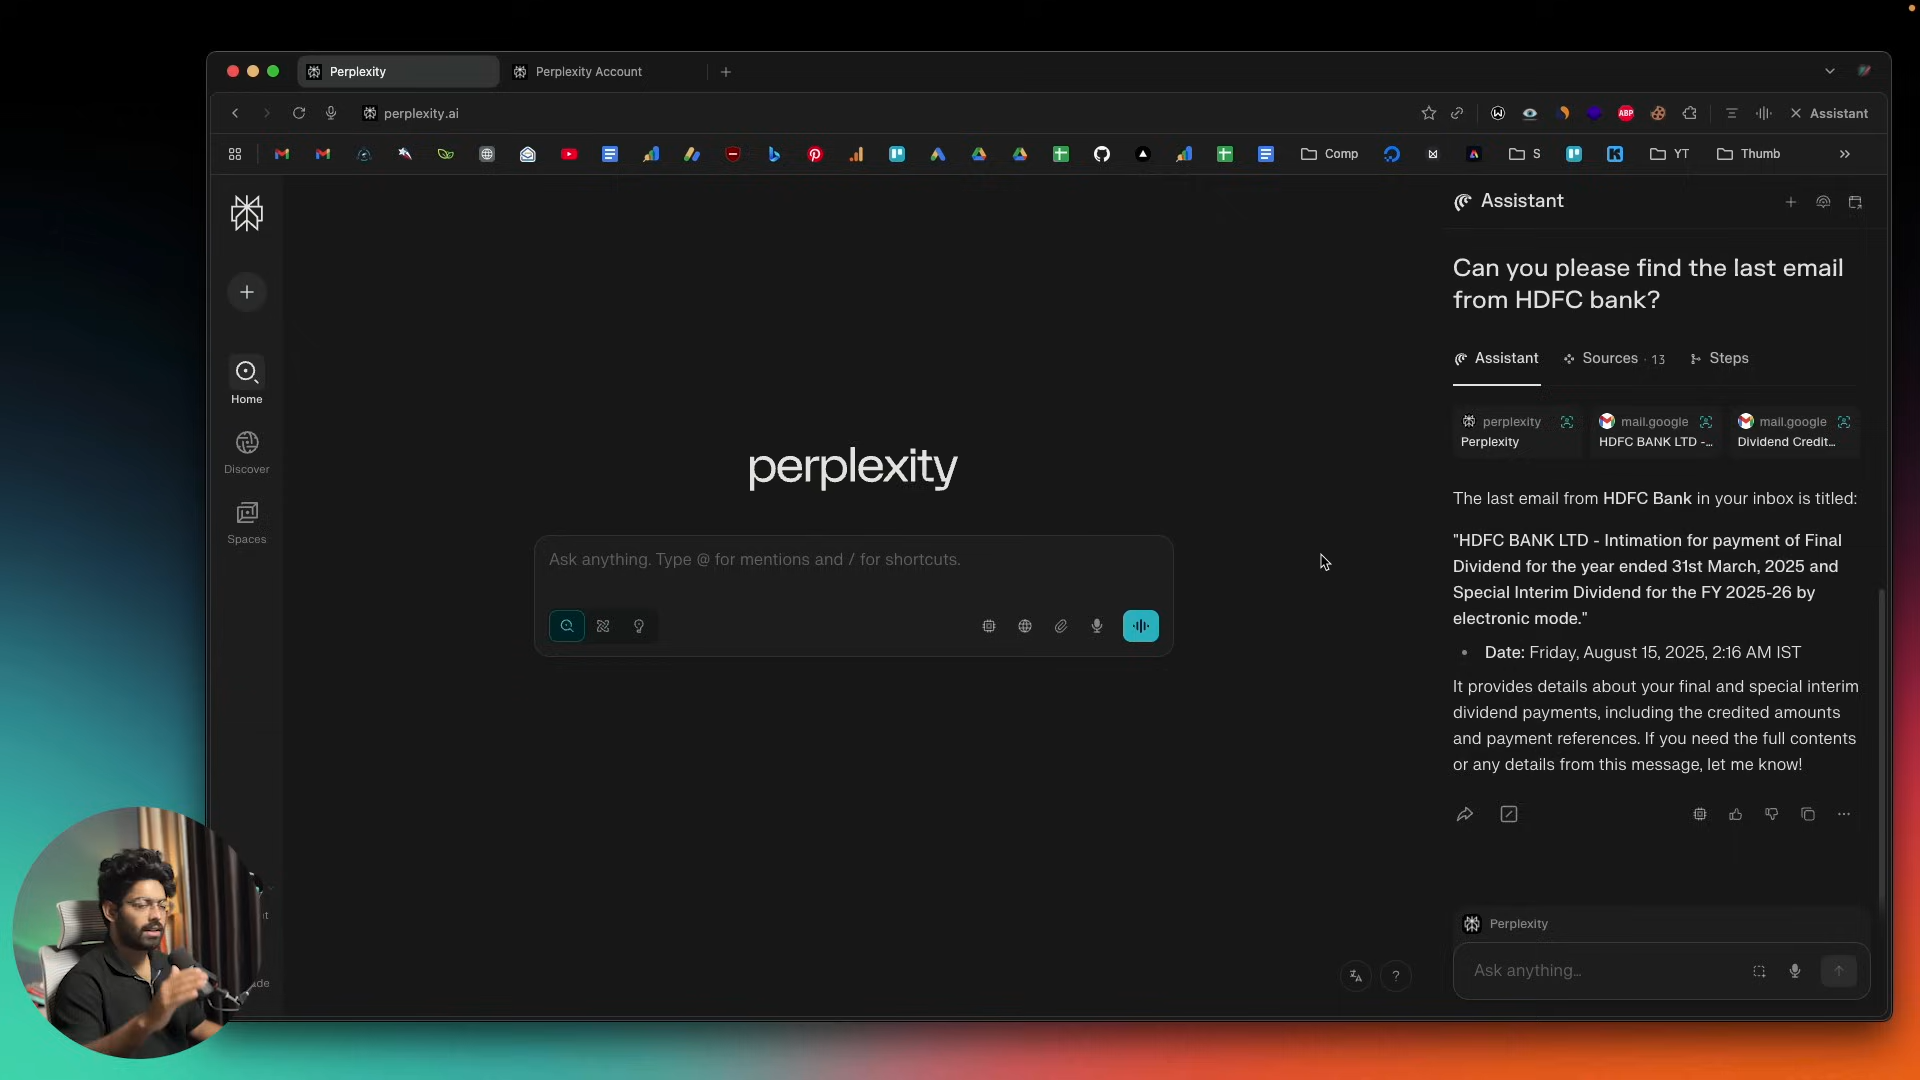 Perplexity
Perplexity Account
perplexity.ai
ABP
Assistant
Comp
S
YT
Thumb
Home
Discover
Spaces
perplexity
Ask anything. Type @ for mentions and / for shortcuts.
Assistant
Can you please find the last email
from HDFC bank?
Assistant
Sources · 13
Steps
perplexity
Perplexity
mail.google
HDFC BANK LTD -...
mail.google
Dividend Credit...
The last email from HDFC Bank in your inbox is titled:
"HDFC BANK LTD - Intimation for payment of Final
Dividend for the year ended 31st March, 2025 and
Special Interim Dividend for the FY 2025-26 by
electronic mode."
• Date: Friday, August 15, 2025, 2:16 AM IST
It provides details about your final and special interim
dividend payments, including the credited amounts
and payment references. If you need the full contents
or any details from this message, let me know!
Perplexity
Ask anything...
?